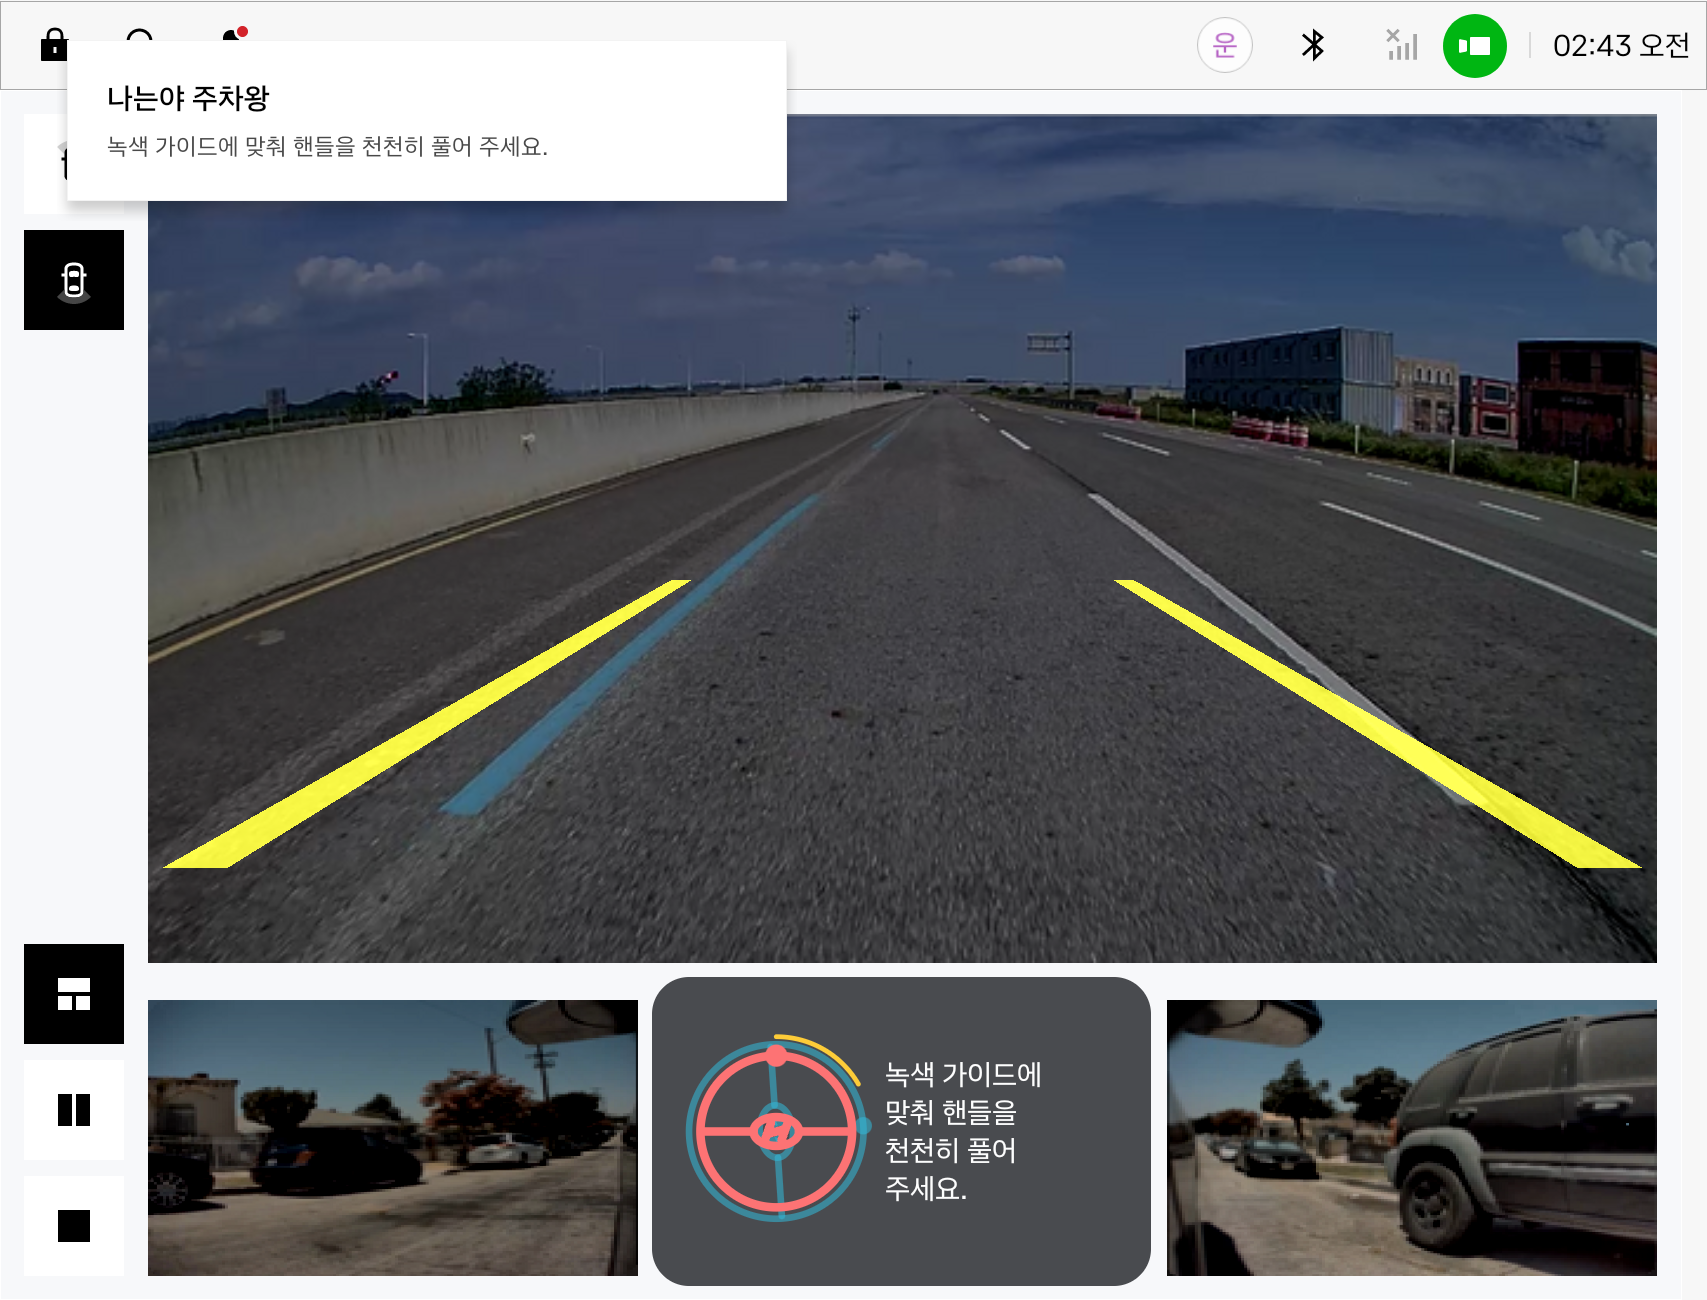 운
02:43 오전
나는야 주차왕
녹색 가이드에 맞춰 핸들을 천천히 풀어 주세요.
녹색 가이드에
맞춰 핸들을
천천히 풀어
주세요.